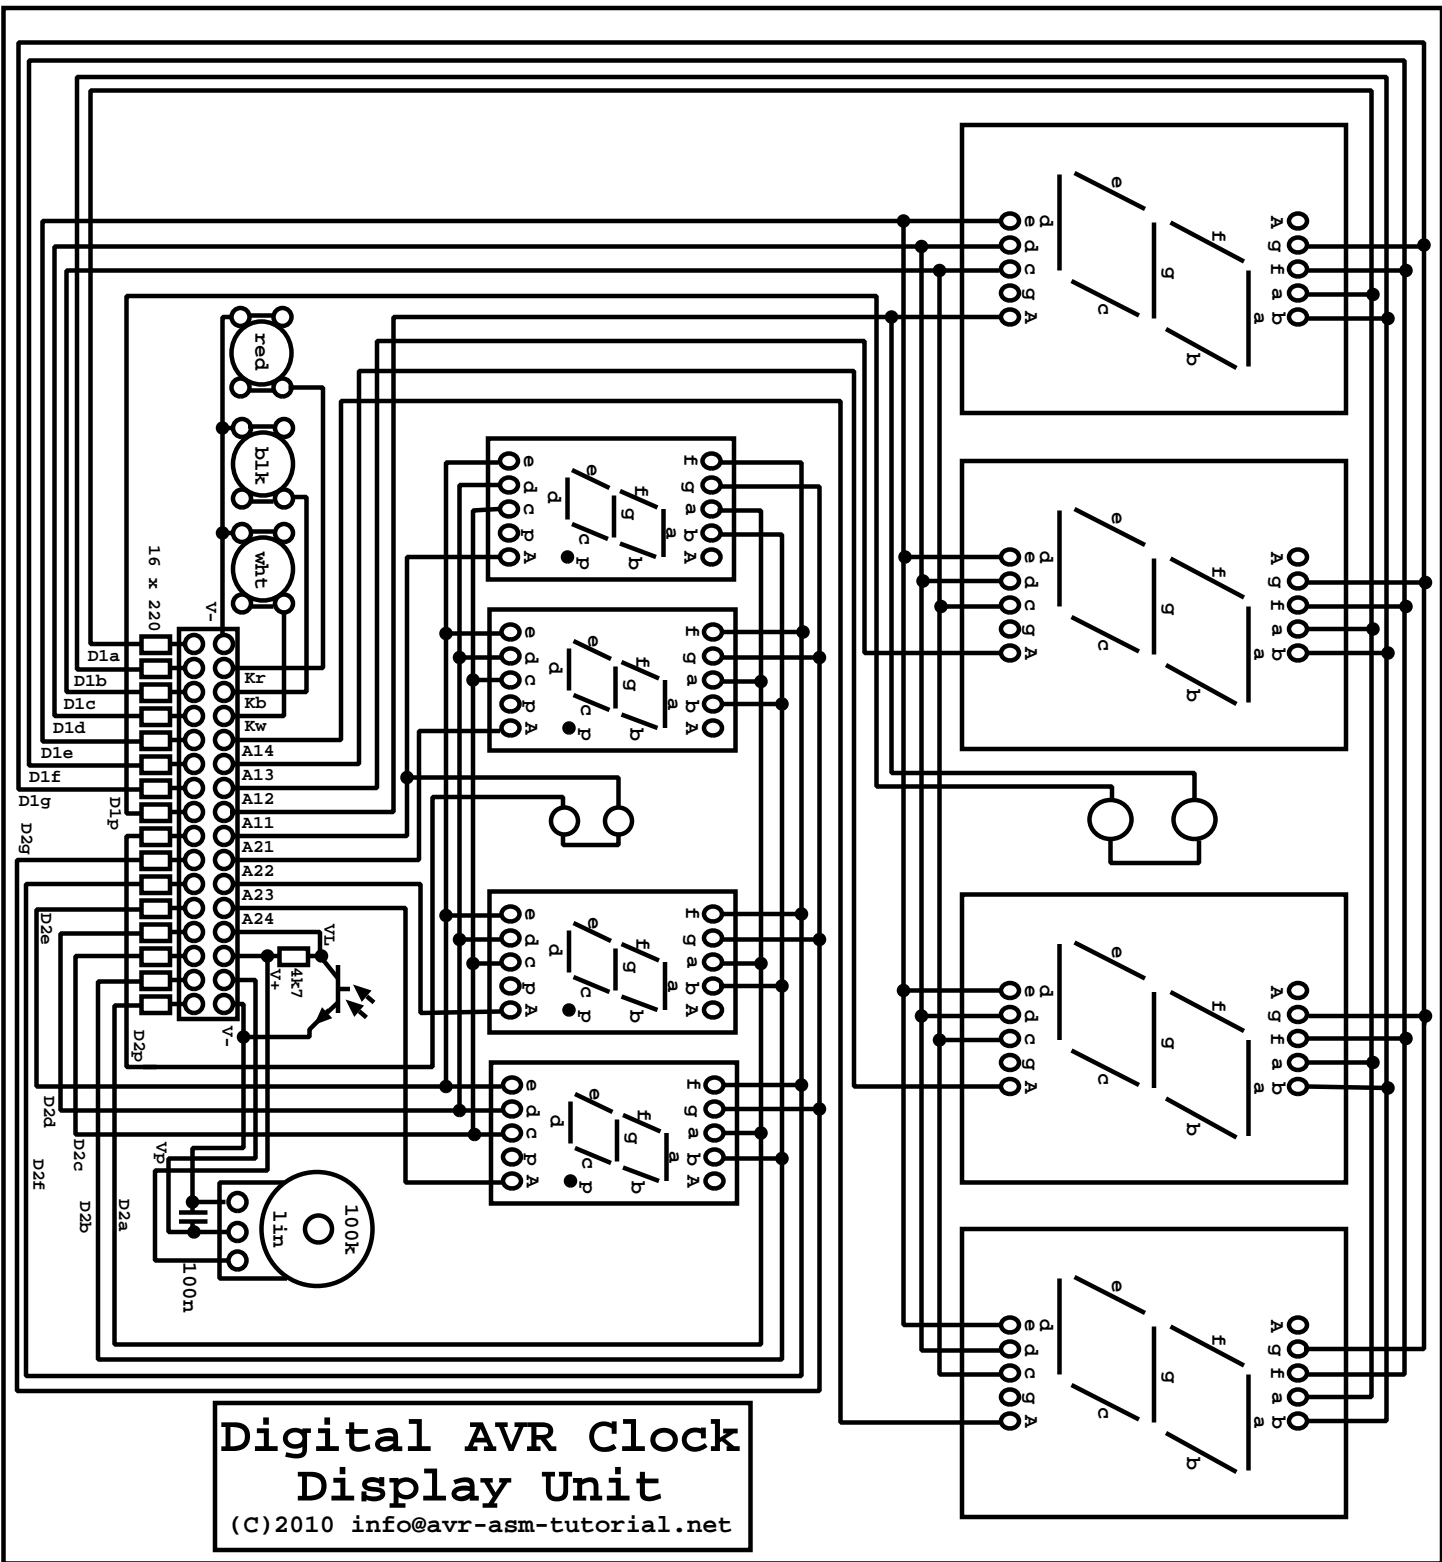 e
d
e
f
A
d
g
g
c
f
c
g
a
A
b
a
b
red
blk
wht
16 x 220
V-
e
d
c
p
A
e
f
d
g
c
a
p
b
f
g
a
b
A
e
d
c
p
A
e
f
d
g
c
a
p
b
f
g
a
b
A
e
d
e
f
A
d
g
g
c
f
c
g
a
A
b
a
b
D1a
D1b
D1c
D1d
D1e
D1f
D1g
D1p
Kr
Kb
Kw
A14
A13
A12
A11
A21
A22
A23
A24
D2g
D2e
D2d
D2c
D2f
D2b
D2a
D2p
VL
V+
4k7
V-
Vp
e
d
c
p
A
e
f
d
g
c
a
p
b
f
g
a
b
A
e
d
c
p
A
e
f
d
g
c
a
p
b
f
g
a
b
A
e
d
e
f
A
d
g
g
c
f
c
g
a
A
b
a
b
100k
lin
100n
e
d
e
f
A
d
g
g
c
f
c
g
a
A
b
a
b
Digital AVR Clock
Display Unit
(C)2010 info@avr-asm-tutorial.net